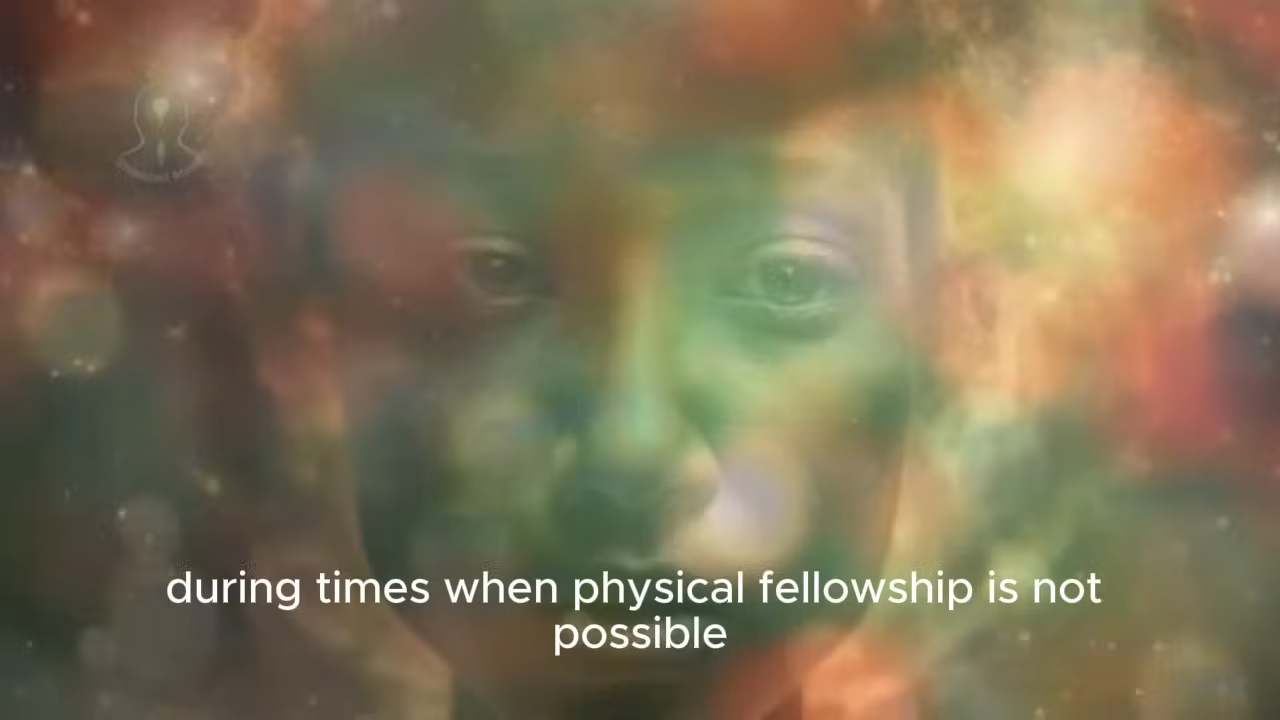 during times when physical fellowship is not
possible